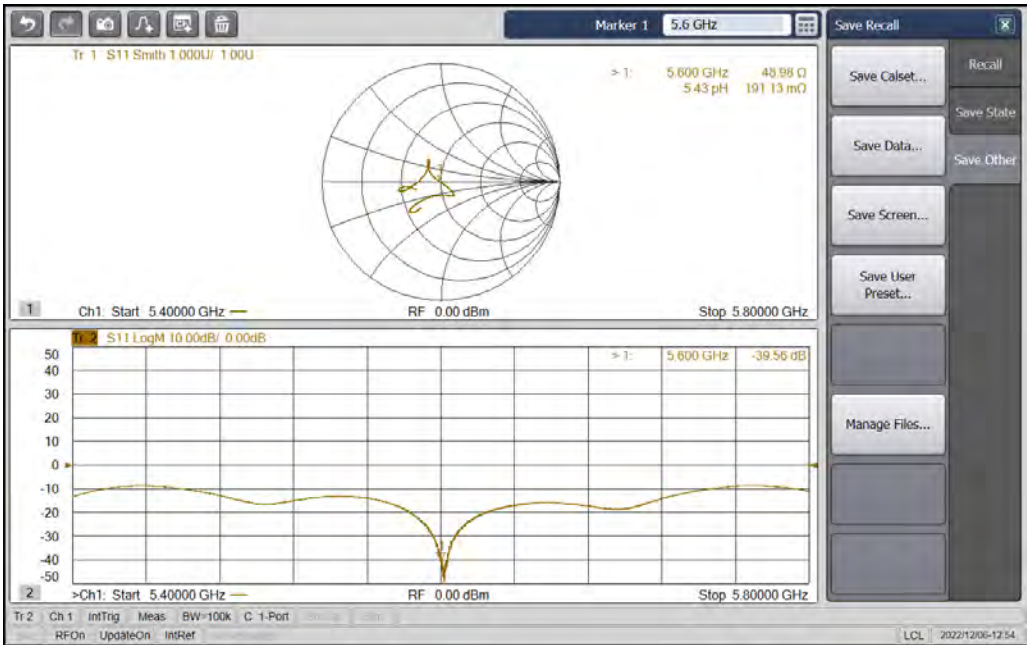 Marker 1 5.6 GHz
Save Recall
Tr 1 S11 Smith 1.000U/ 1.00U
> 1: 5.600 GHz 48.98 Ω
5.43 pH 191.13 mΩ
1 Ch1: Start 5.40000 GHz — RF 0.00 dBm Stop 5.80000 GHz
Tr 2 S11 LogM 10.00dB/ 0.00dB
> 1: 5.600 GHz -39.56 dB
50
40
30
20
10
0
-10
-20
-30
-40
-50
2 >Ch1: Start 5.40000 GHz — RF 0.00 dBm Stop 5.80000 GHz
Save Calset...
Save Data...
Save Screen...
Save User
Preset...
Manage Files...
Recall
Save State
Save Other
Tr 2 Ch 1 IntTrig Meas BW=100k C 1-Port
RFOn UpdateOn IntRef LCL 2022/12/06-12:54